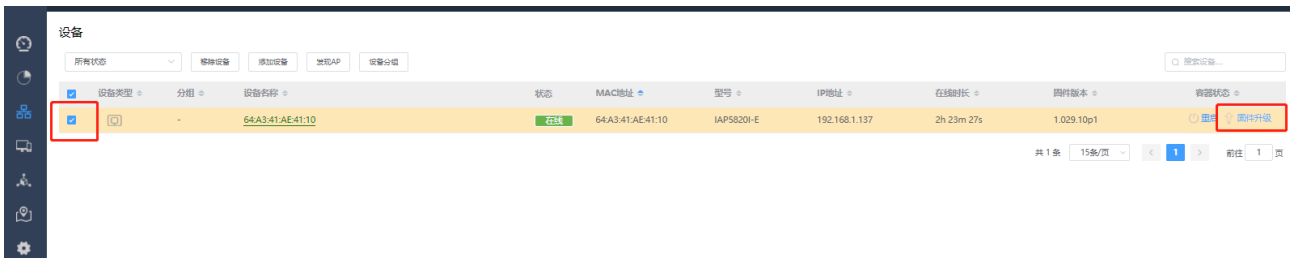 设备
所有状态 移除设备 添加设备 发现AP 设备分组 搜索设备...
设备类型 分组 设备名称 状态 MAC地址 型号 IP地址 在线时长 固件版本 容器状态
- 64:A3:41:AE:41:10 在线 64:A3:41:AE:41:10 IAP5820I-E 192.168.1.137 2h 23m 27s 1.029.10p1 重启 固件升级
共 1 条 15条/页 < 1 > 前往 1 页